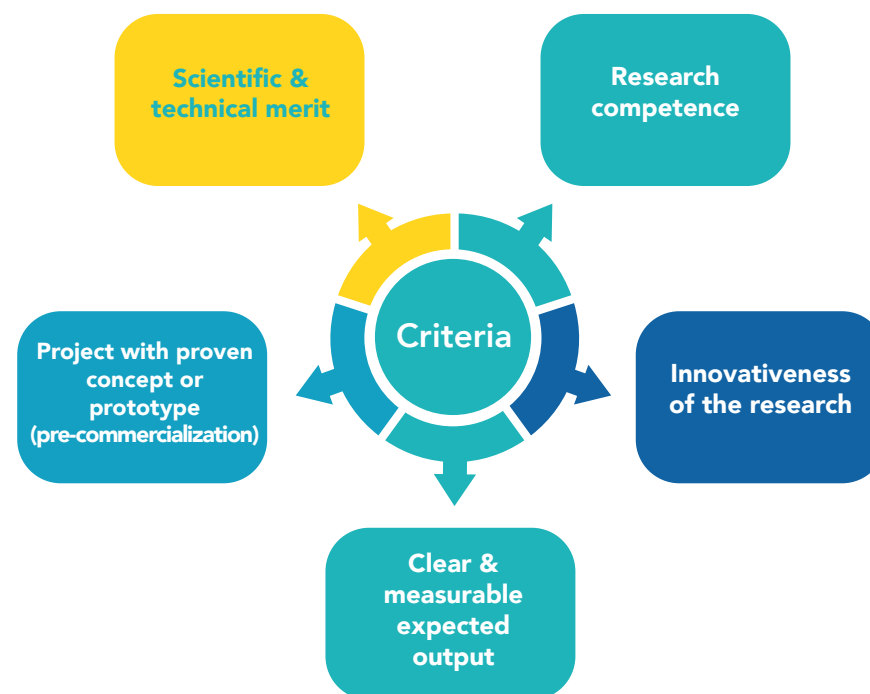 Scientific &
technical merit
Research
competence
Criteria
Project with proven
concept or
prototype
(pre-commercialization)
Innovativeness
of the research
Clear &
measurable
expected
output